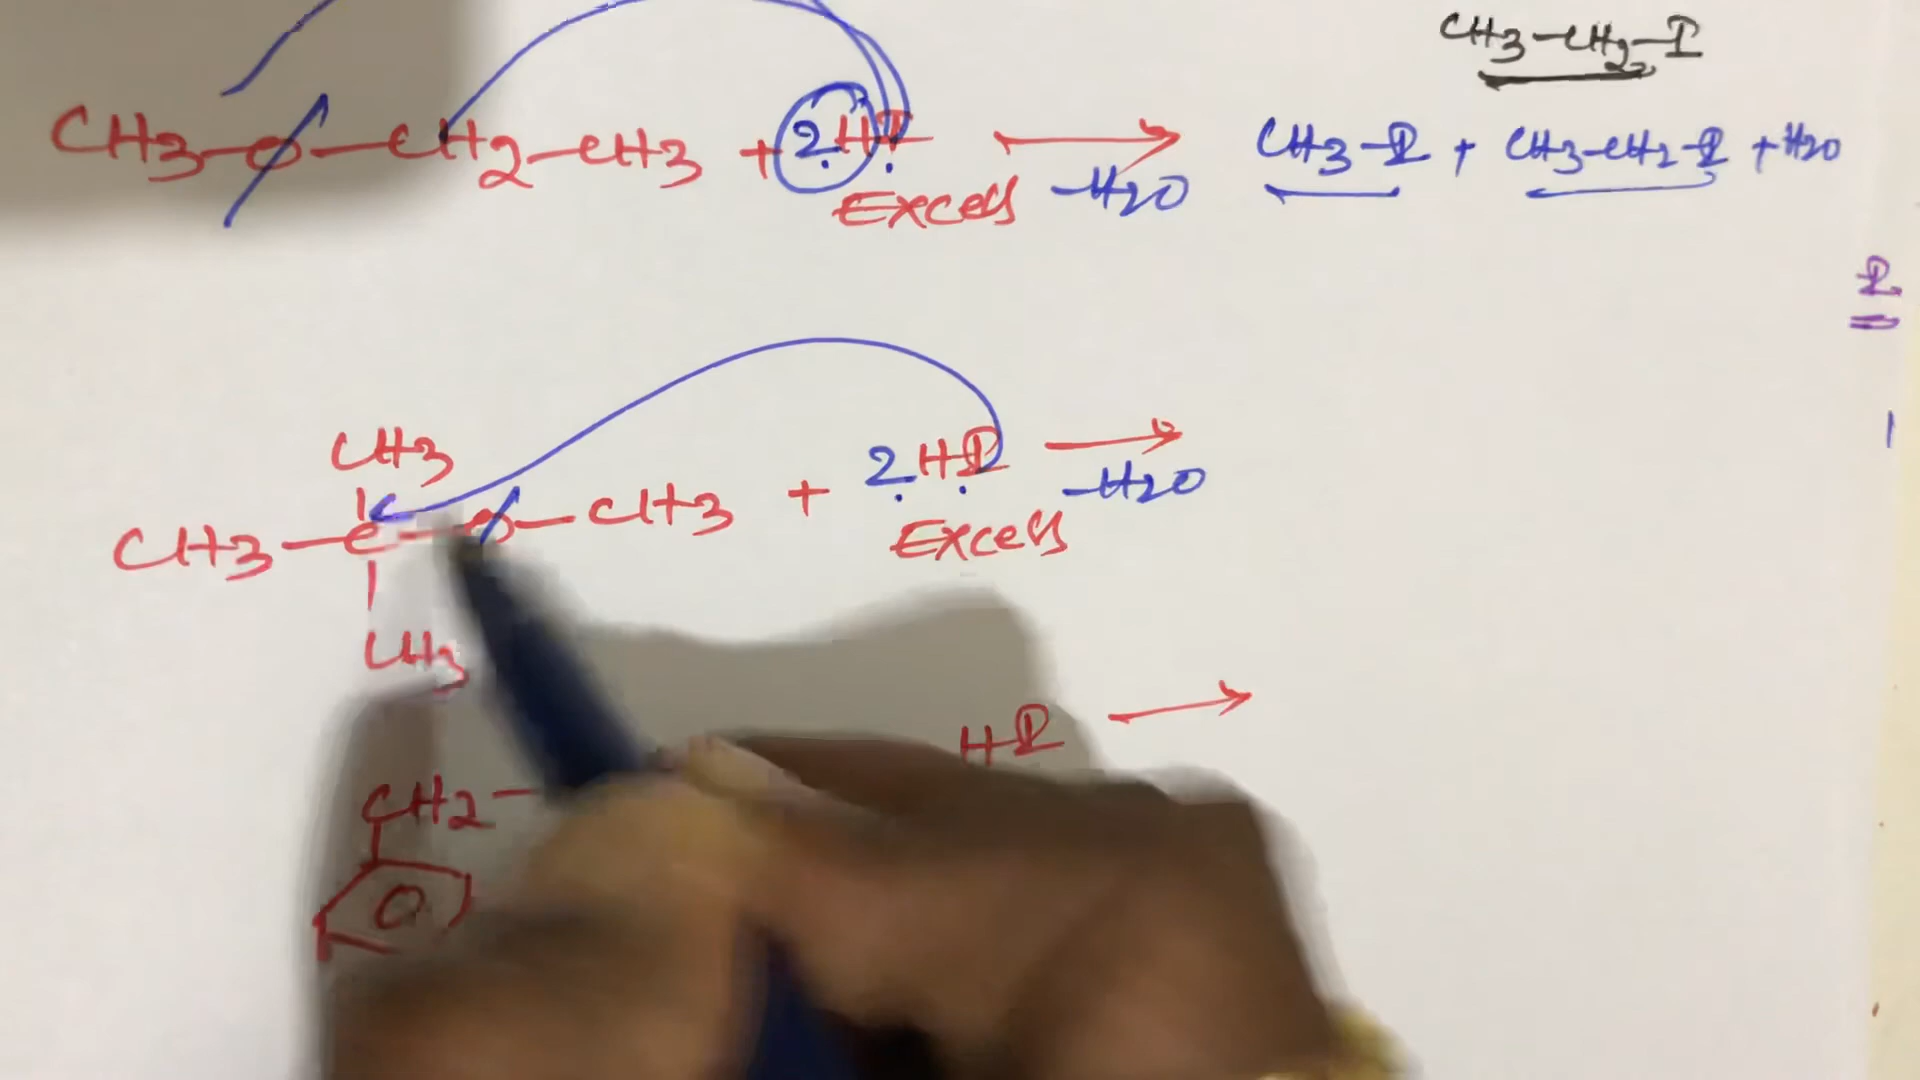 CH3-CH2-I
CH3-O-CH2-CH3 + 2HI → CH3-I + CH3-CH2-I + H2O
Excess -H2O
I
1
CH3
CH3-C-O-CH3 + 2HI →
Excess -H2O
CH3
HI →
CH2-